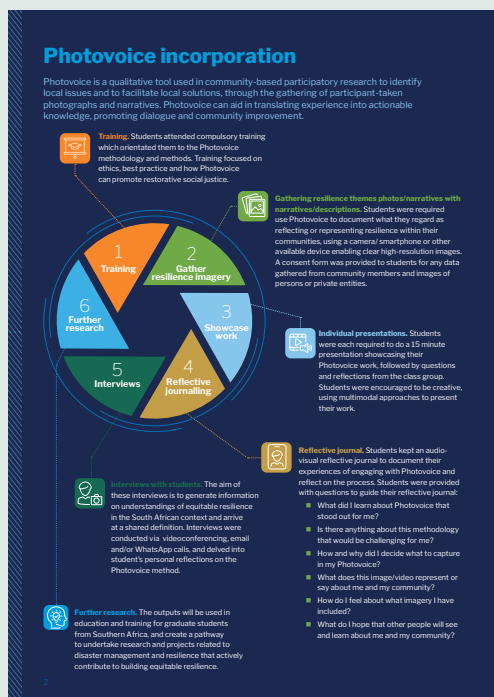 Photovoice incorporation
Photovoice is a qualitative tool used in community-based participatory research to identify
local issues and to facilitate local solutions, through the gathering of participant-taken
photographs and narratives. Photovoice can aid in translating experience into actionable
knowledge, promoting dialogue and community improvement.
Training. Students attended compulsory training
which orientated them to the Photovoice
methodology and methods. Training focused on
ethics, best practice and how Photovoice
can promote restorative social justice.
Gathering resilience themes photos/narratives with
narratives/descriptions. Students were required
use Photovoice to document what they regard as
reflecting or representing resilience within their
communities, using a camera/ smartphone or other
available device enabling clear high-resolution images.
A consent form was provided to students for any data
gathered from community members and images of
persons or private entities.
1
Training
2
Gather
resilience imagery
3
Showcase
work
4
Reflective
journalling
5
Interviews
6
Further
research
Individual presentations. Students
were each required to do a 15 minute
presentation showcasing their
Photovoice work, followed by questions
and reflections from the class group.
Students were encouraged to be creative,
using multimodal approaches to present
their work.
Reflective journal. Students kept an audio-
visual reflective journal to document their
experiences of engaging with Photovoice and
reflect on the process. Students were provided
with questions to guide their reflective journal:
What did I learn about Photovoice that
stood out for me?
Is there anything about this methodology
that would be challenging for me?
How and why did I decide what to capture
in my Photovoice?
What does this image/video represent or
say about me and my community?
How do I feel about what imagery I have
included?
What do I hope that other people will see
and learn about me and my community?
Interviews with students. The aim of
these interviews is to generate information
on understandings of equitable resilience
in the South African context and arrive
at a shared definition. Interviews were
conducted via videoconferencing, email
and/or WhatsApp calls, and delved into
student's personal reflections on the
Photovoice method.
Further research. The outputs will be used in
education and training for graduate students
from Southern Africa, and create a pathway
to undertake research and projects related to
disaster management and resilience that actively
contribute to building equitable resilience.
2